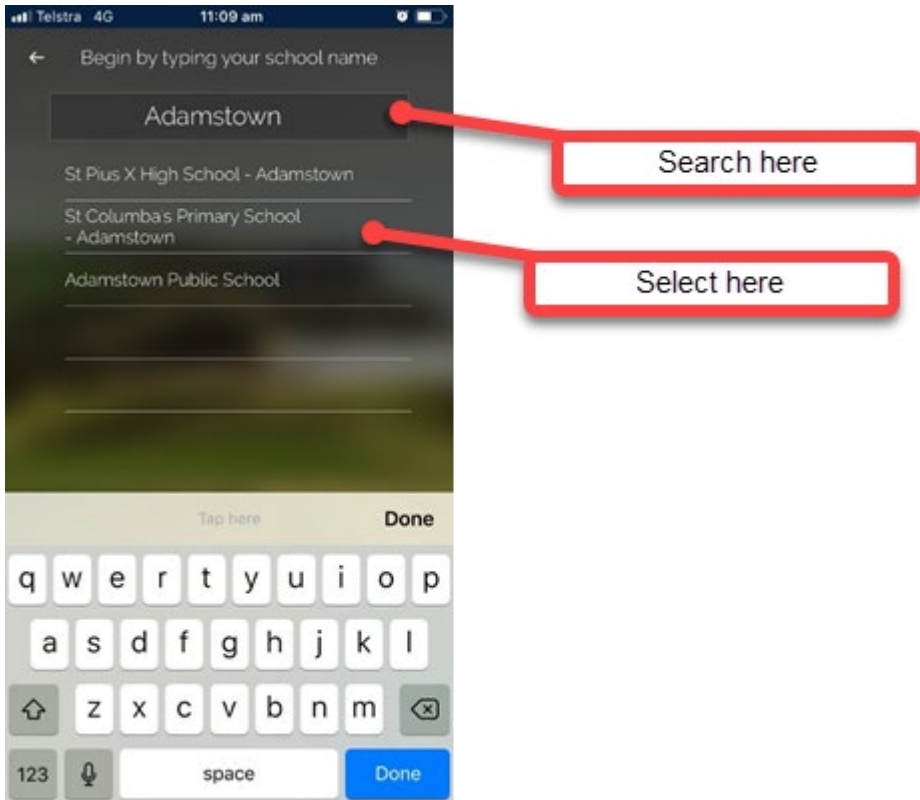 Telstra 4G 11:09 am
← Begin by typing your school name
Adamstown
Search here
St Pius X High School - Adamstown
St Columba's Primary School
- Adamstown
Select here
Adamstown Public School
Tap here Done
q w e r t y u i o p
a s d f g h j k l
z x c v b n m
123 space Done